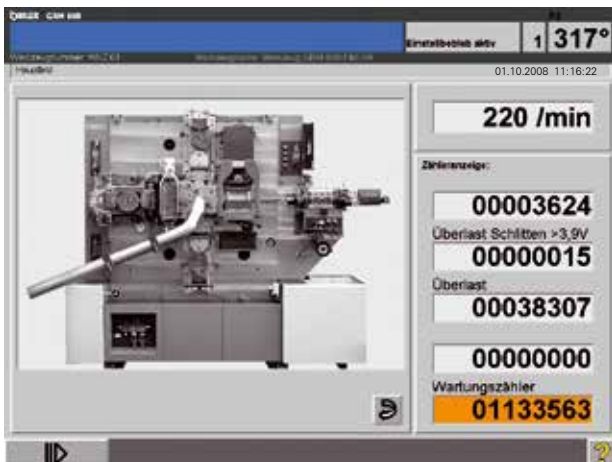 Einstellbetrieb aktiv
1 317°
Hauptbild
01.10.2008 11:16:22
220 /min
Zähleranzeige:
00003624
Überlast Schlitten >3,9V
00000015
Überlast
00038307
00000000
Wartungszähler
01133563
?